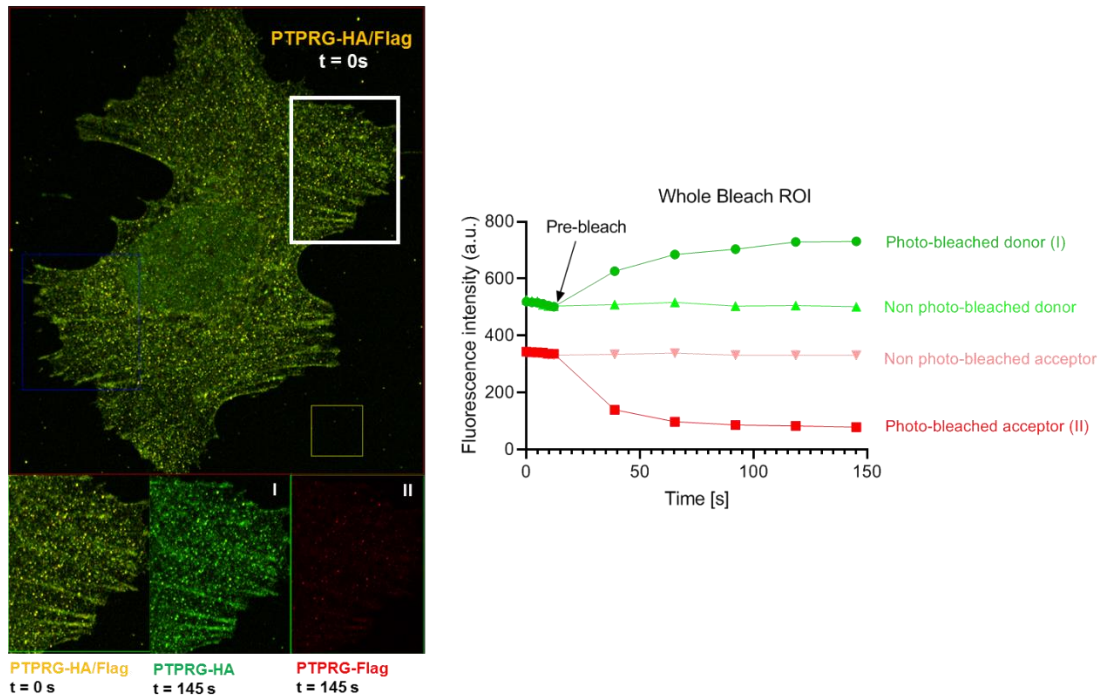 PTPRG-HA/Flag
t = 0s
I
II
PTPRG-HA/Flag
t = 0 s
PTPRG-HA
t = 145 s
PTPRG-Flag
t = 145 s
Whole Bleach ROI
Fluorescence intensity (a.u.)
800
600
400
200
0
Pre-bleach
Photo-bleached donor (I)
Non photo-bleached donor
Non photo-bleached acceptor
Photo-bleached acceptor (II)
0
50
100
150
Time [s]